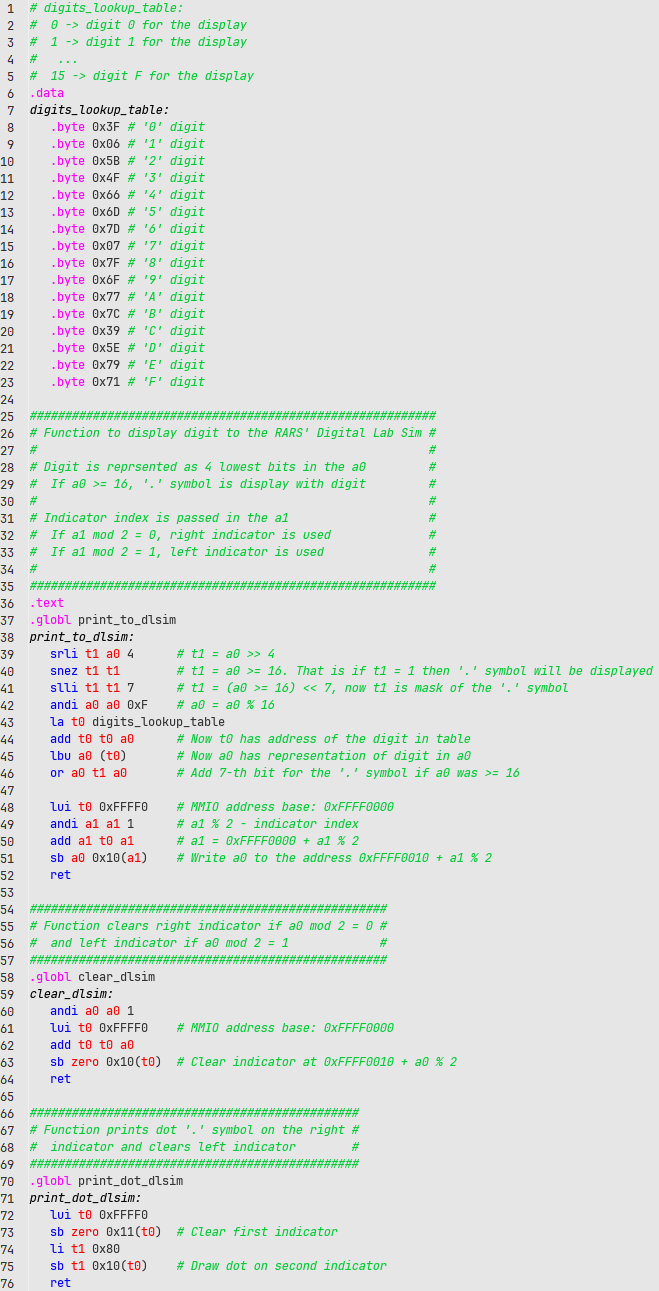 1 # digits_lookup_table:
2 #  0 -> digit 0 for the display
3 #  1 -> digit 1 for the display
4 #   ...
5 #  15 -> digit F for the display
6 .data
7 digits_lookup_table:
8    .byte 0x3F # '0' digit
9    .byte 0x06 # '1' digit
10    .byte 0x5B # '2' digit
11    .byte 0x4F # '3' digit
12    .byte 0x66 # '4' digit
13    .byte 0x6D # '5' digit
14    .byte 0x7D # '6' digit
15    .byte 0x07 # '7' digit
16    .byte 0x7F # '8' digit
17    .byte 0x6F # '9' digit
18    .byte 0x77 # 'A' digit
19    .byte 0x7C # 'B' digit
20    .byte 0x39 # 'C' digit
21    .byte 0x5E # 'D' digit
22    .byte 0x79 # 'E' digit
23    .byte 0x71 # 'F' digit
24
25 ##########################################################
26 # Function to display digit to the RARS' Digital Lab Sim #
27 #                                                        #
28 # Digit is reprsented as 4 lowest bits in the a0         #
29 #  If a0 >= 16, '.' symbol is display with digit         #
30 #                                                        #
31 # Indicator index is passed in the a1                    #
32 #  If a1 mod 2 = 0, right indicator is used              #
33 #  If a1 mod 2 = 1, left indicator is used               #
34 #                                                        #
35 ##########################################################
36 .text
37 .globl print_to_dlsim
38 print_to_dlsim:
39    srli t1 a0 4      # t1 = a0 >> 4
40    snez t1 t1        # t1 = a0 >= 16. That is if t1 = 1 then '.' symbol will be displayed
41    slli t1 t1 7      # t1 = (a0 >= 16) << 7, now t1 is mask of the '.' symbol
42    andi a0 a0 0xF    # a0 = a0 % 16
43    la t0 digits_lookup_table
44    add t0 t0 a0      # Now t0 has address of the digit in table
45    lbu a0 (t0)       # Now a0 has representation of digit in a0
46    or a0 t1 a0       # Add 7-th bit for the '.' symbol if a0 was >= 16
47
48    lui t0 0xFFFF0    # MMIO address base: 0xFFFF0000
49    andi a1 a1 1      # a1 % 2 - indicator index
50    add a1 t0 a1      # a1 = 0xFFFF0000 + a1 % 2
51    sb a0 0x10(a1)    # Write a0 to the address 0xFFFF0010 + a1 % 2
52    ret
53
54 ###################################################
55 # Function clears right indicator if a0 mod 2 = 0 #
56 #  and left indicator if a0 mod 2 = 1             #
57 ###################################################
58 .globl clear_dlsim
59 clear_dlsim:
60    andi a0 a0 1
61    lui t0 0xFFFF0    # MMIO address base: 0xFFFF0000
62    add t0 t0 a0
63    sb zero 0x10(t0)  # Clear indicator at 0xFFFF0010 + a0 % 2
64    ret
65
66 ###############################################
67 # Function prints dot '.' symbol on the right #
68 #  indicator and clears left indicator        #
69 ###############################################
70 .globl print_dot_dlsim
71 print_dot_dlsim:
72    lui t0 0xFFFF0
73    sb zero 0x11(t0)  # Clear first indicator
74    li t1 0x80
75    sb t1 0x10(t0)    # Draw dot on second indicator
76    ret